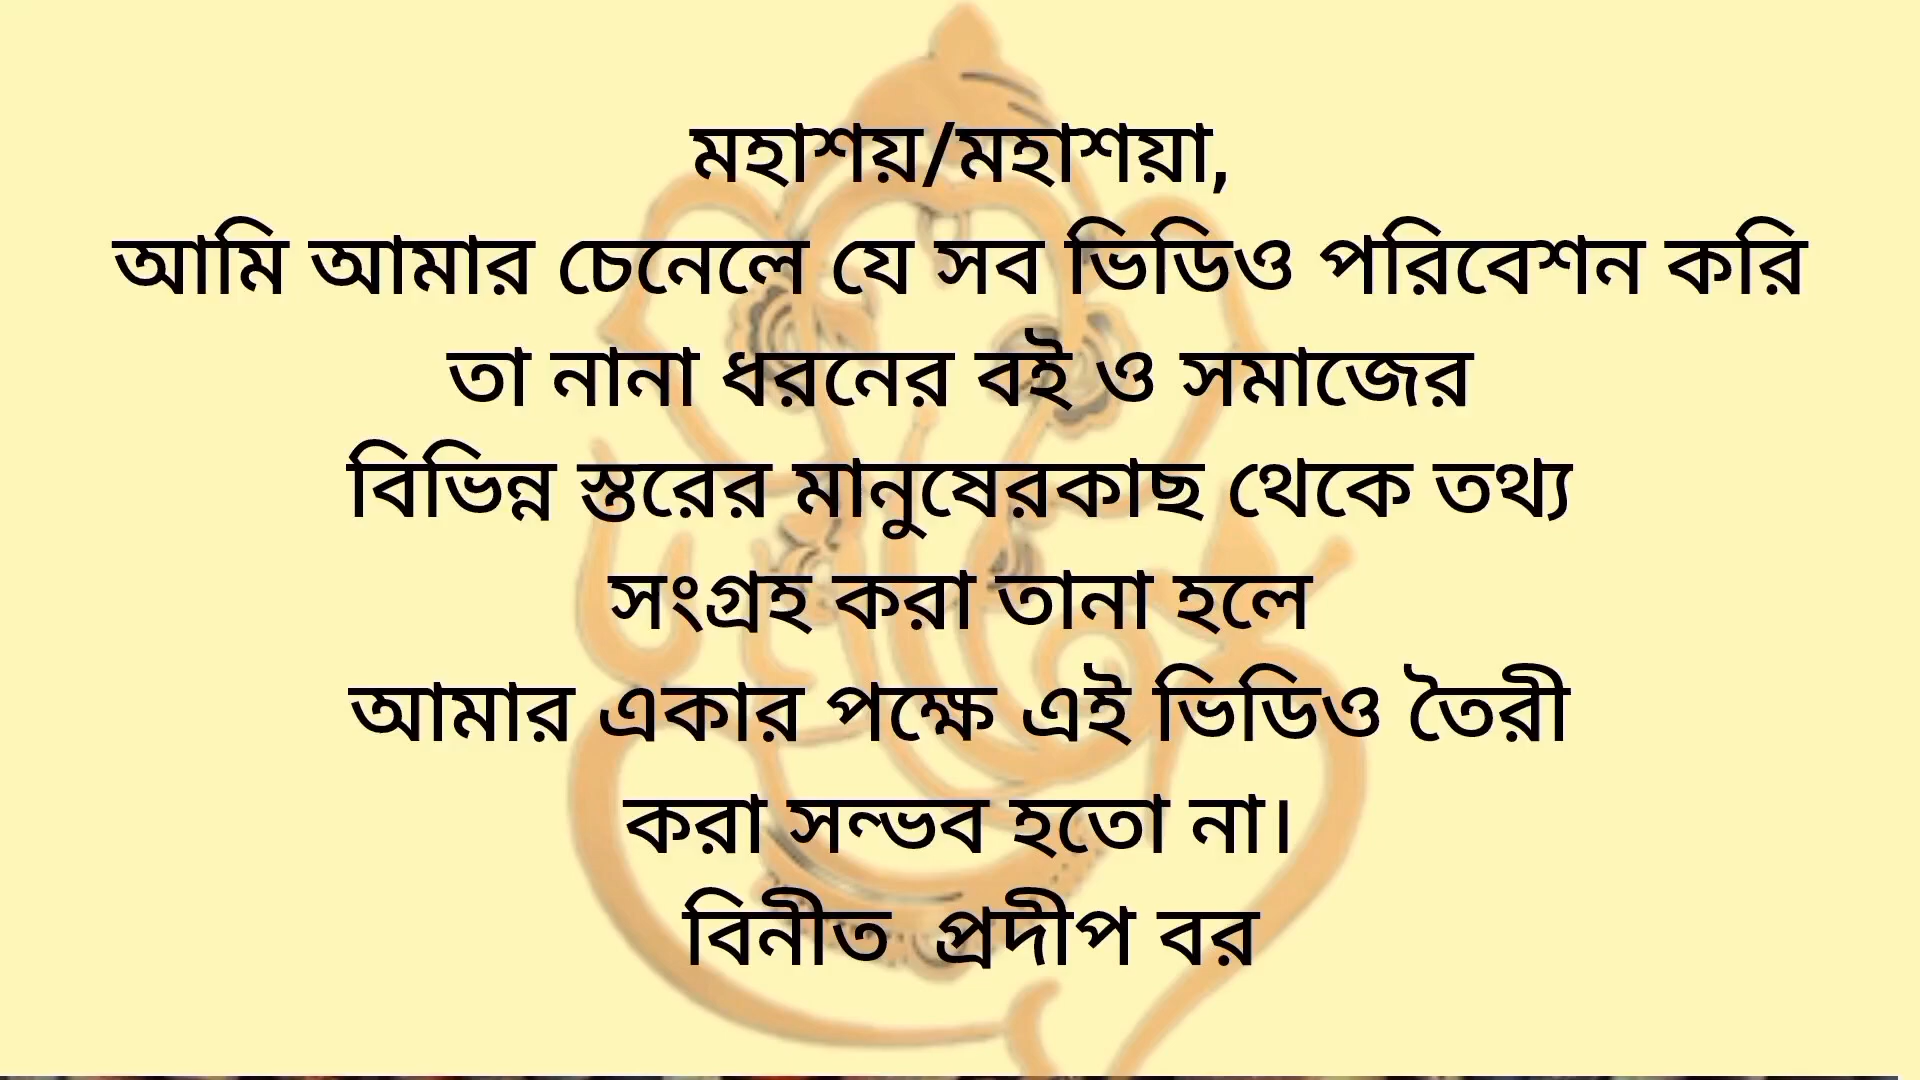 মহাশয়/মহাশয়া,
আমি আমার চেনেলে যে সব ভিডিও পরিবেশন করি
তা নানা ধরনের বই ও সমাজের
বিভিন্ন স্তরের মানুষেরকাছ থেকে তথ্য
সংগ্রহ করা তানা হলে
আমার একার পক্ষে এই ভিডিও তৈরী
করা সন্ভব হতো না।
বিনীত  প্রদীপ বর